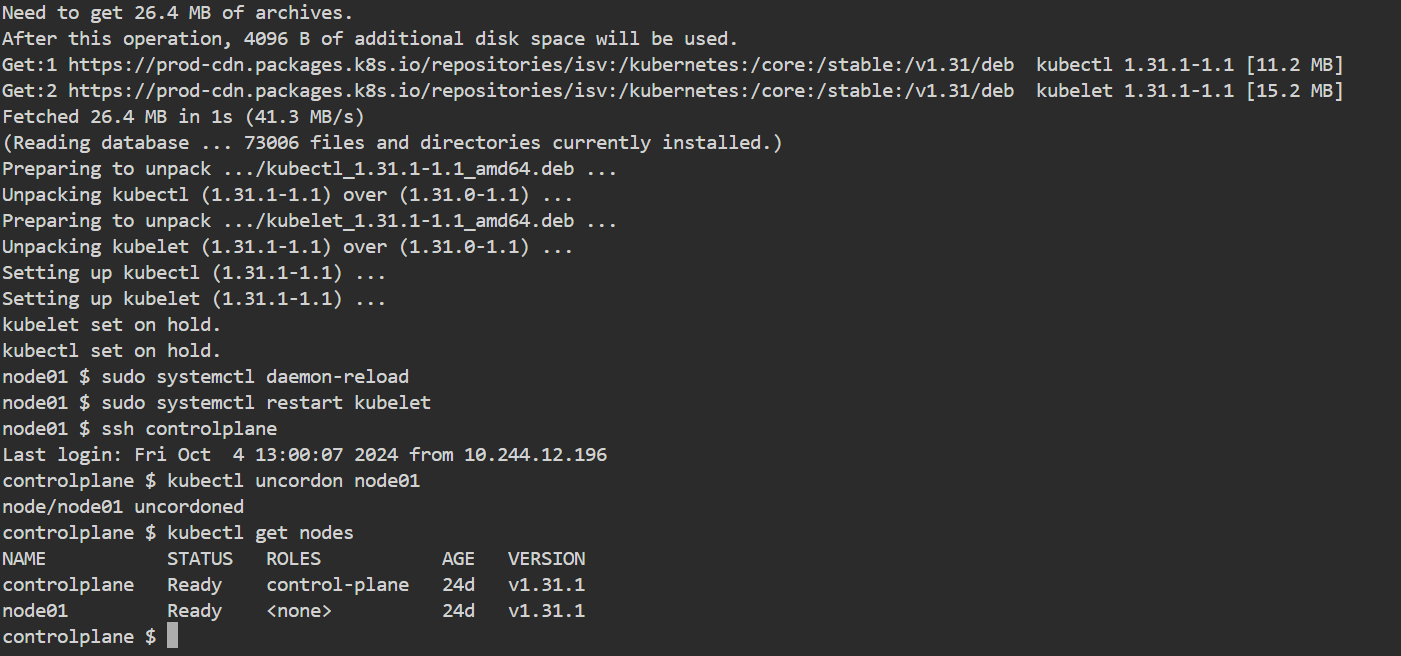 Need to get 26.4 MB of archives.
After this operation, 4096 B of additional disk space will be used.
Get:1 https://prod-cdn.packages.k8s.io/repositories/isv:/kubernetes:/core:/stable:/v1.31/deb  kubectl 1.31.1-1.1 [11.2 MB]
Get:2 https://prod-cdn.packages.k8s.io/repositories/isv:/kubernetes:/core:/stable:/v1.31/deb  kubelet 1.31.1-1.1 [15.2 MB]
Fetched 26.4 MB in 1s (41.3 MB/s)
(Reading database ... 73006 files and directories currently installed.)
Preparing to unpack .../kubectl_1.31.1-1.1_amd64.deb ...
Unpacking kubectl (1.31.1-1.1) over (1.31.0-1.1) ...
Preparing to unpack .../kubelet_1.31.1-1.1_amd64.deb ...
Unpacking kubelet (1.31.1-1.1) over (1.31.0-1.1) ...
Setting up kubectl (1.31.1-1.1) ...
Setting up kubelet (1.31.1-1.1) ...
kubelet set on hold.
kubectl set on hold.
node01 $ sudo systemctl daemon-reload
node01 $ sudo systemctl restart kubelet
node01 $ ssh controlplane
Last login: Fri Oct  4 13:00:07 2024 from 10.244.12.196
controlplane $ kubectl uncordon node01
node/node01 uncordoned
controlplane $ kubectl get nodes
NAME           STATUS   ROLES           AGE   VERSION
controlplane   Ready    control-plane   24d   v1.31.1
node01         Ready    <none>          24d   v1.31.1
controlplane $